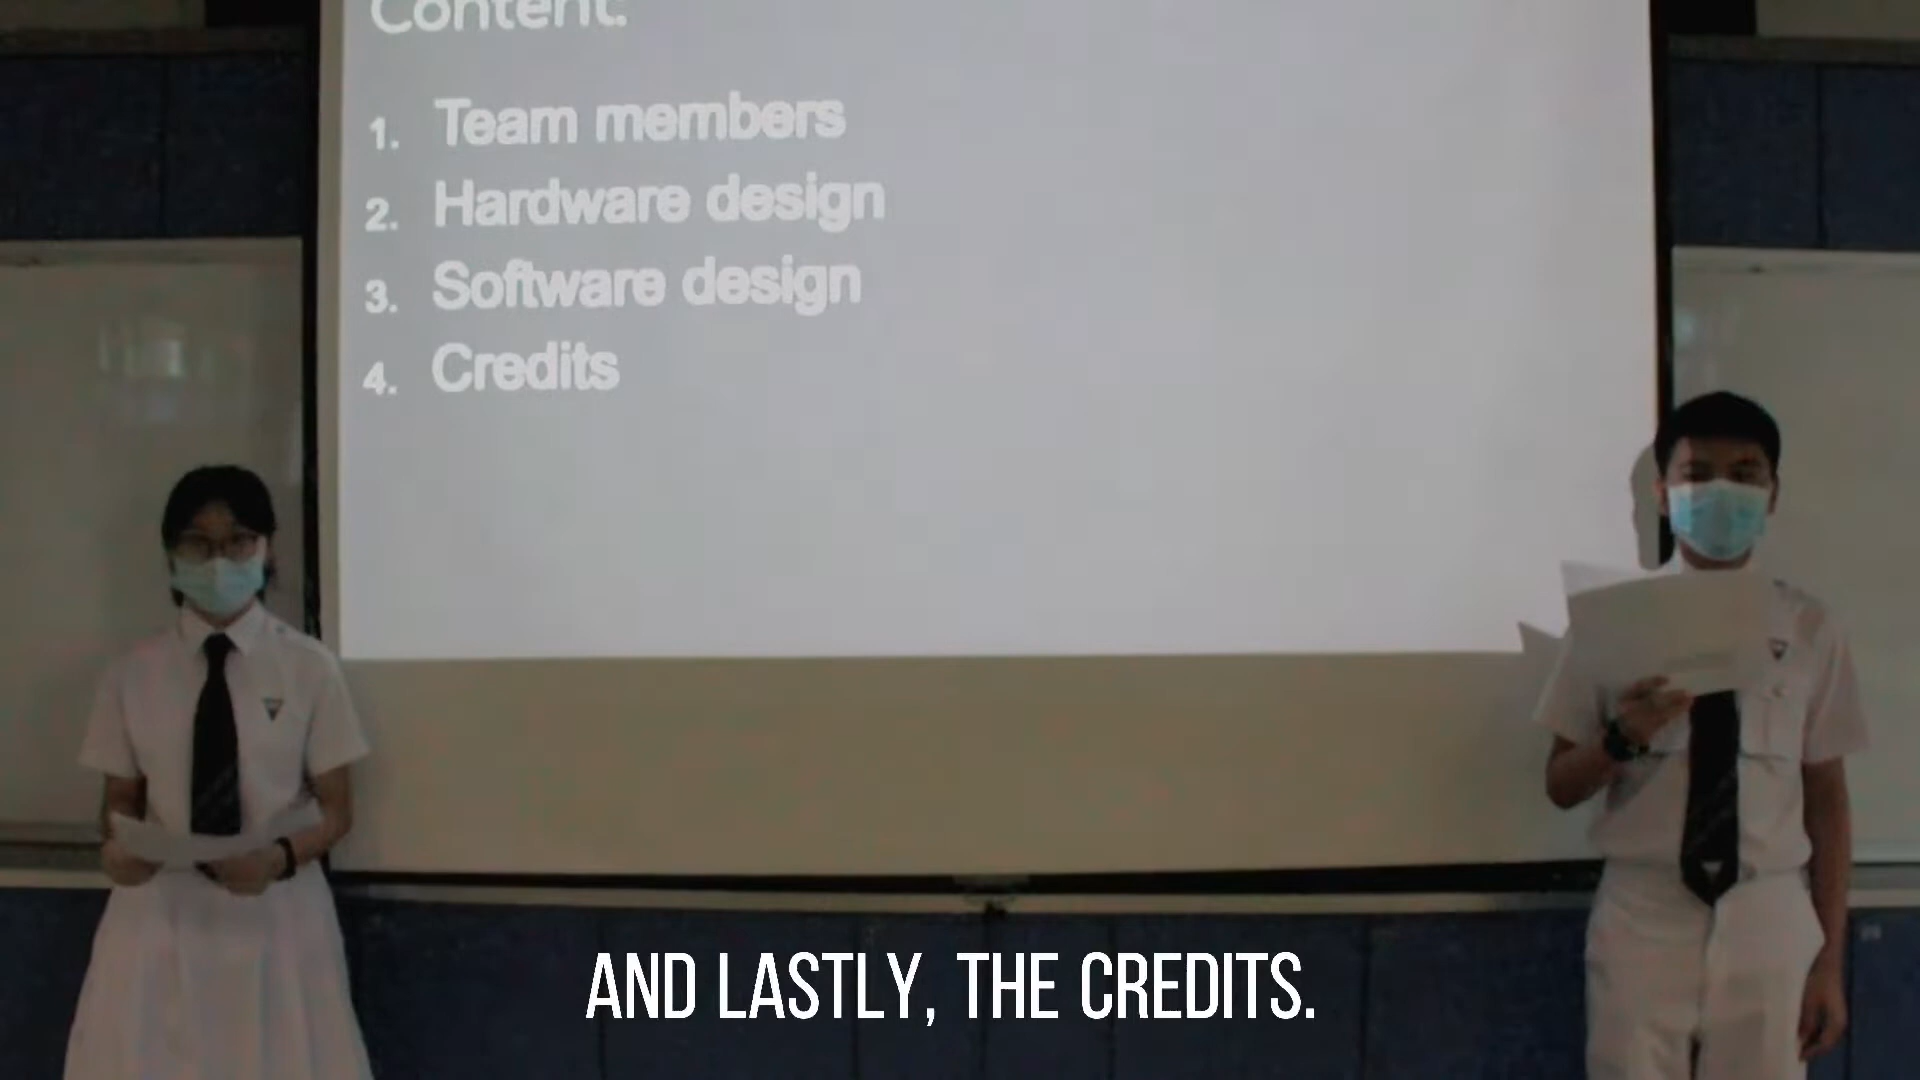 Content:
1. Team members
2. Hardware design
3. Software design
4. Credits
AND LASTLY, THE CREDITS.